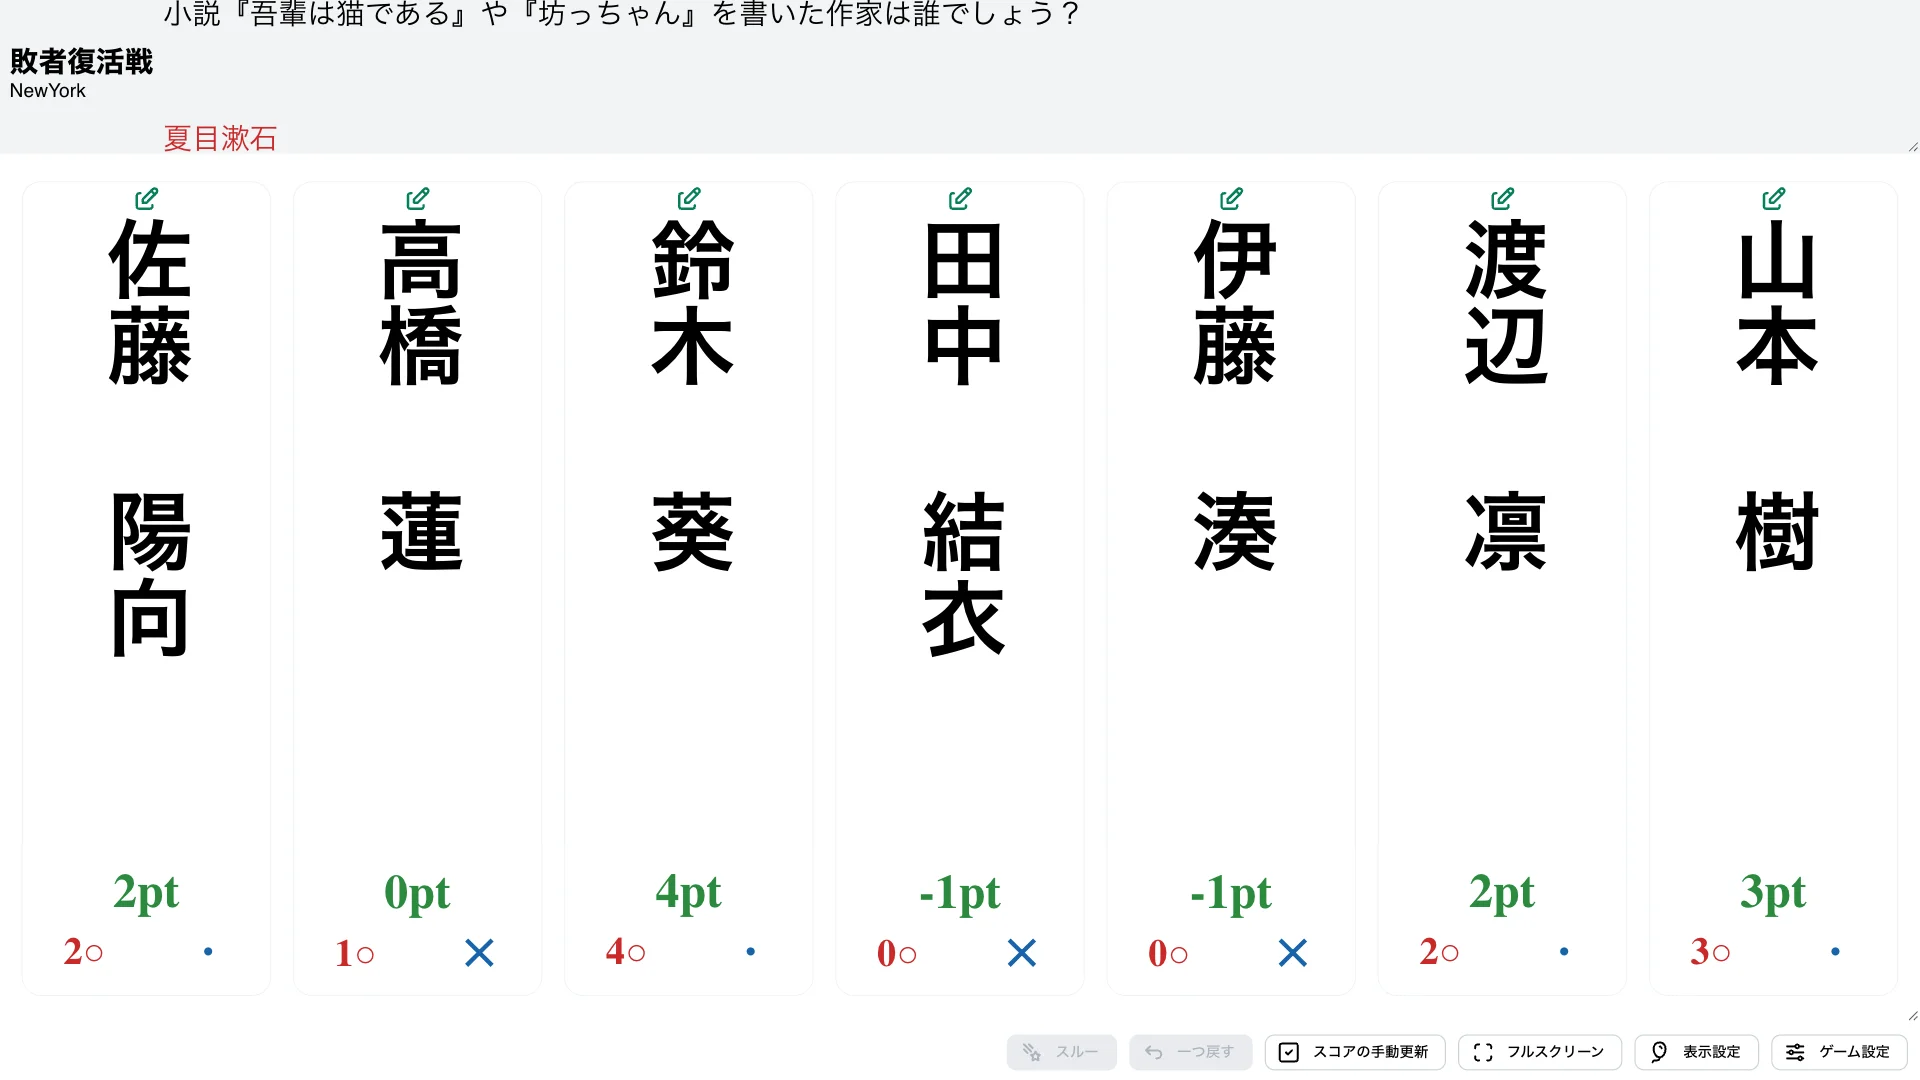 小説『吾輩は猫である』や『坊っちゃん』を書いた作家は誰でしょう？
敗者復活戦
NewYork
夏目漱石
佐藤 陽向
2pt
2○ ・
高橋 蓮
0pt
1○ ✕
鈴木 葵
4pt
4○ ・
田中 結衣
-1pt
0○ ✕
伊藤 湊
-1pt
0○ ✕
渡辺 凛
2pt
2○ ・
山本 樹
3pt
3○ ・
スルー
一つ戻す
スコアの手動更新
フルスクリーン
表示設定
ゲーム設定